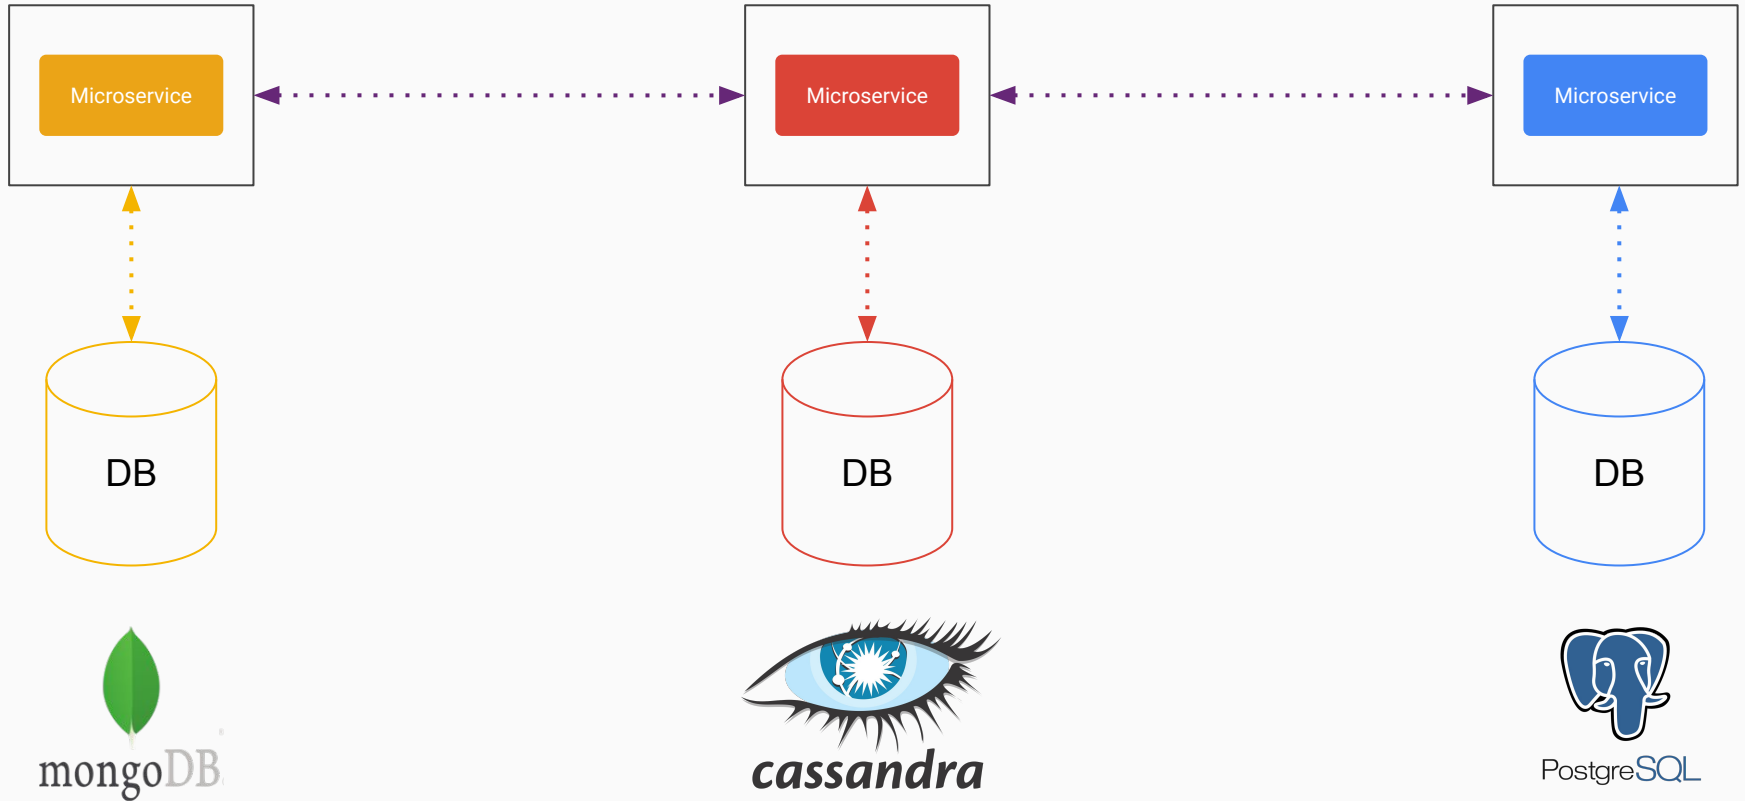 Microservice
Microservice
Microservice
DB
DB
DB
mongoDB
cassandra
PostgreSQL